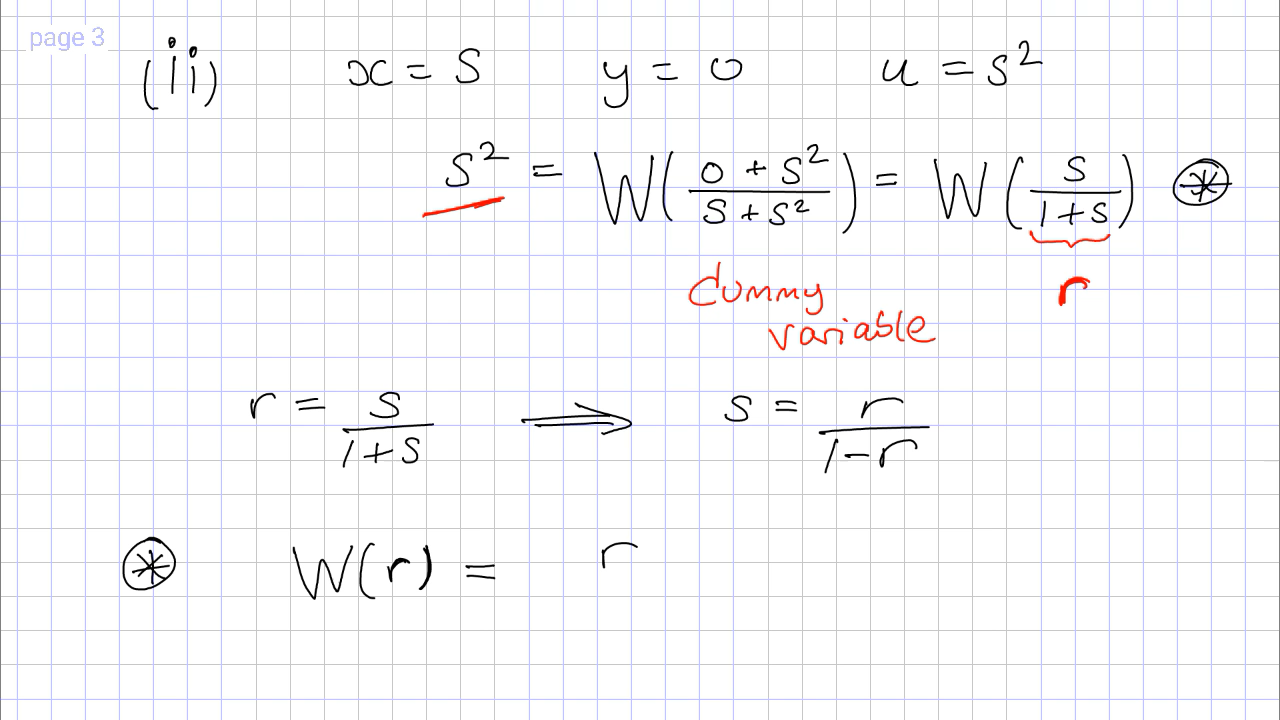 page 3
(ii) x = s y = 0 u = s²
s² = W( (0 + s²)/(s + s²) ) = W( s/(1+s) ) ⊛
dummy r
variable
r = s/(1+s) ⟹ s = r/(1-r)
⊛ W(r) = r